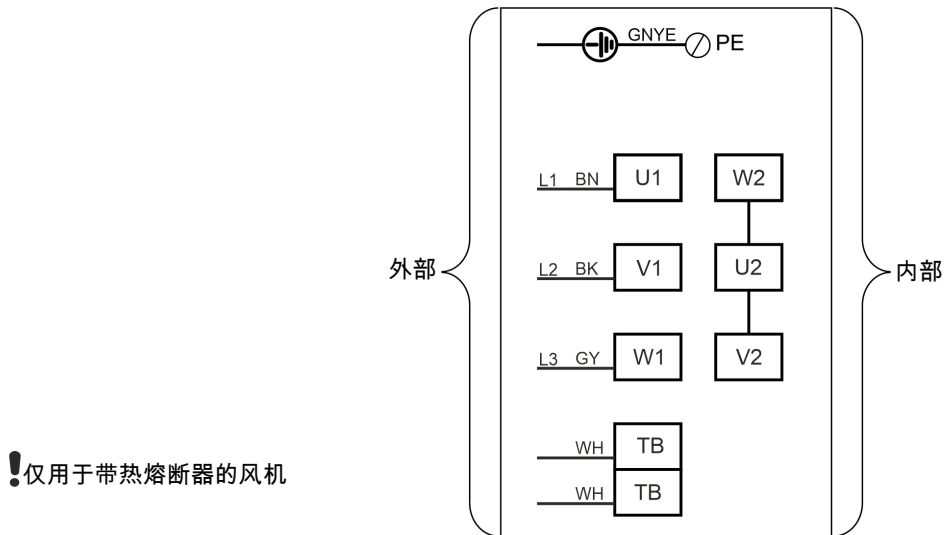 GNYE PE
L1 BN U1 W2
外部 L2 BK V1 U2 内部
L3 GY W1 V2
WH TB
!仅用于带热熔断器的风机
WH TB